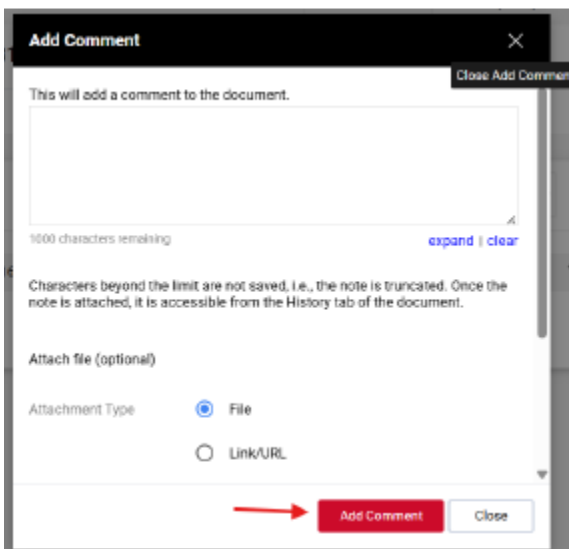 Add Comment
Close Add Commen
This will add a comment to the document.
1000 characters remaining
expand | clear
Characters beyond the limit are not saved, i.e., the note is truncated. Once the
note is attached, it is accessible from the History tab of the document.
Attach file (optional)
Attachment Type
File
Link/URL
Add Comment
Close